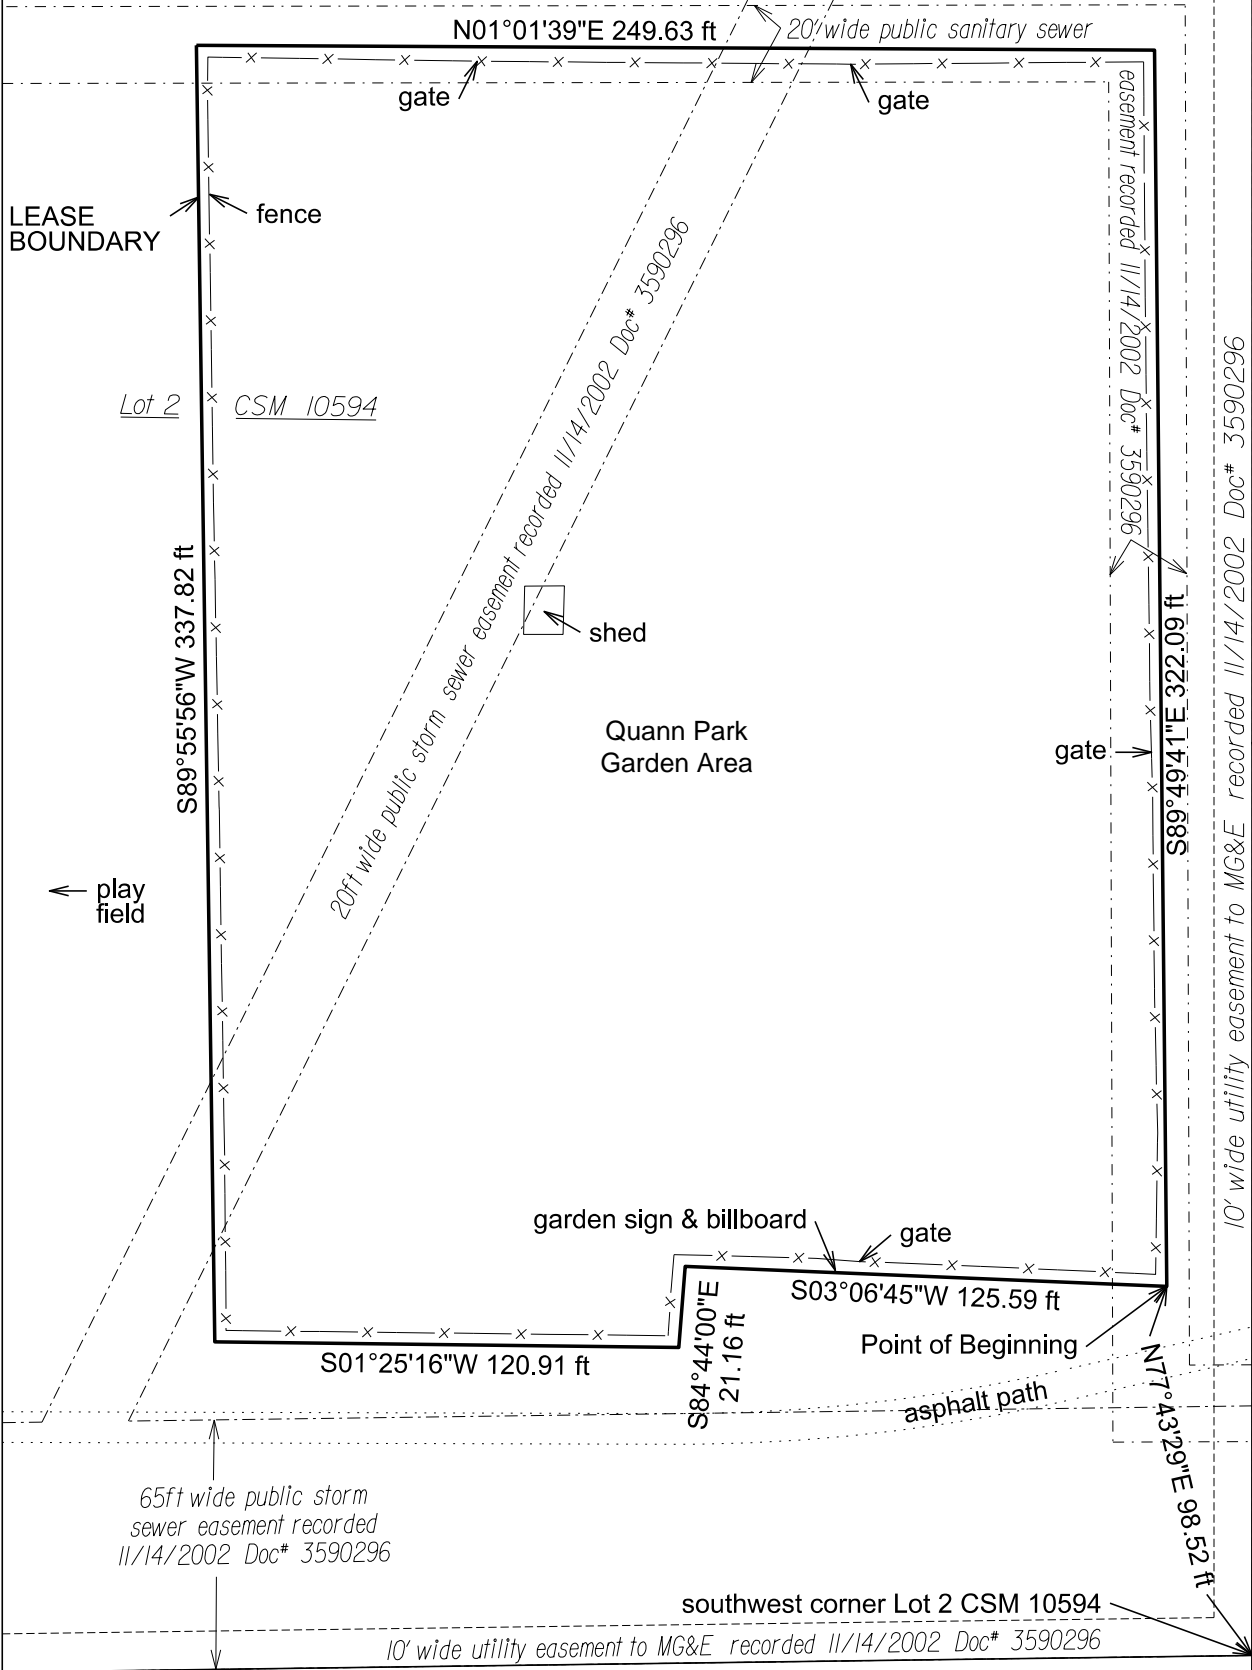 N01°01'39"E 249.63 ft
20' wide public sanitary sewer
easement recorded 11/14/2002 Doc# 3590296
gate
gate
LEASE
BOUNDARY
fence
Lot 2 CSM 10594
20ft wide public storm sewer easement recorded 11/14/2002 Doc# 3590296
S89°55'56"W 337.82 ft
shed
Quann Park
Garden Area
gate
S89°49'41"E 322.09 ft
10' wide utility easement to MG&E recorded 11/14/2002 Doc# 3590296
play
field
garden sign & billboard
gate
S03°06'45"W 125.59 ft
S84°44'00"E
21.16 ft
Point of Beginning
S01°25'16"W 120.91 ft
asphalt path
N77°43'29"E 98.52 ft
65ft wide public storm
sewer easement recorded
11/14/2002 Doc# 3590296
southwest corner Lot 2 CSM 10594
10' wide utility easement to MG&E recorded 11/14/2002 Doc# 3590296